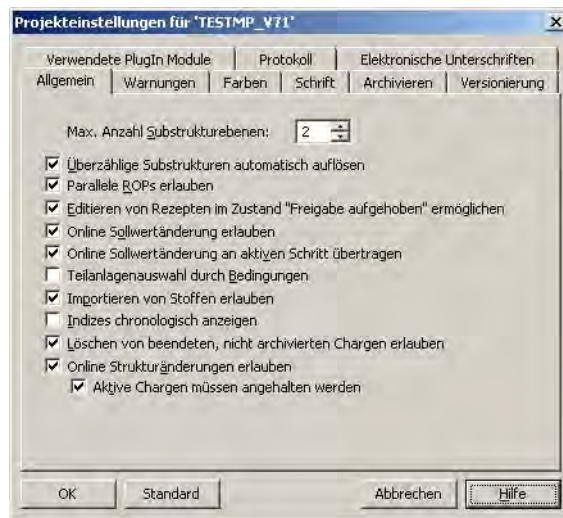 Projekteinstellungen für 'TESTMP_V71'
Verwendete PlugIn Module
Protokoll
Elektronische Unterschriften
Allgemein
Warnungen
Farben
Schrift
Archivieren
Versionierung
Max. Anzahl Substrukturebenen: 2
Überzählige Substrukturen automatisch auflösen
Parallele ROPs erlauben
Editieren von Rezepten im Zustand "Freigabe aufgehoben" ermöglichen
Online Sollwertänderung erlauben
Online Sollwertänderung an aktiven Schritt übertragen
Teilanlagenauswahl durch Bedingungen
Importieren von Stoffen erlauben
Indizes chronologisch anzeigen
Löschen von beendeten, nicht archivierten Chargen erlauben
Online Strukturänderungen erlauben
Aktive Chargen müssen angehalten werden
OK
Standard
Abbrechen
Hilfe